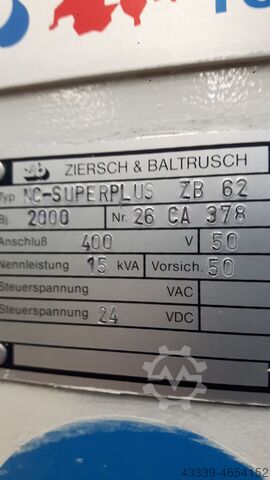 zb ZIERSCH & BALTRUSCH
Typ NC-SUPERPLUS ZB 62
Bj. 2000 Nr. 26 CA 378
Anschluß 400 V 50
Nennleistung 15 kVA Vorsich. 50
Steuerspannung VAC
Steuerspannung 24 VDC
43339-4654152